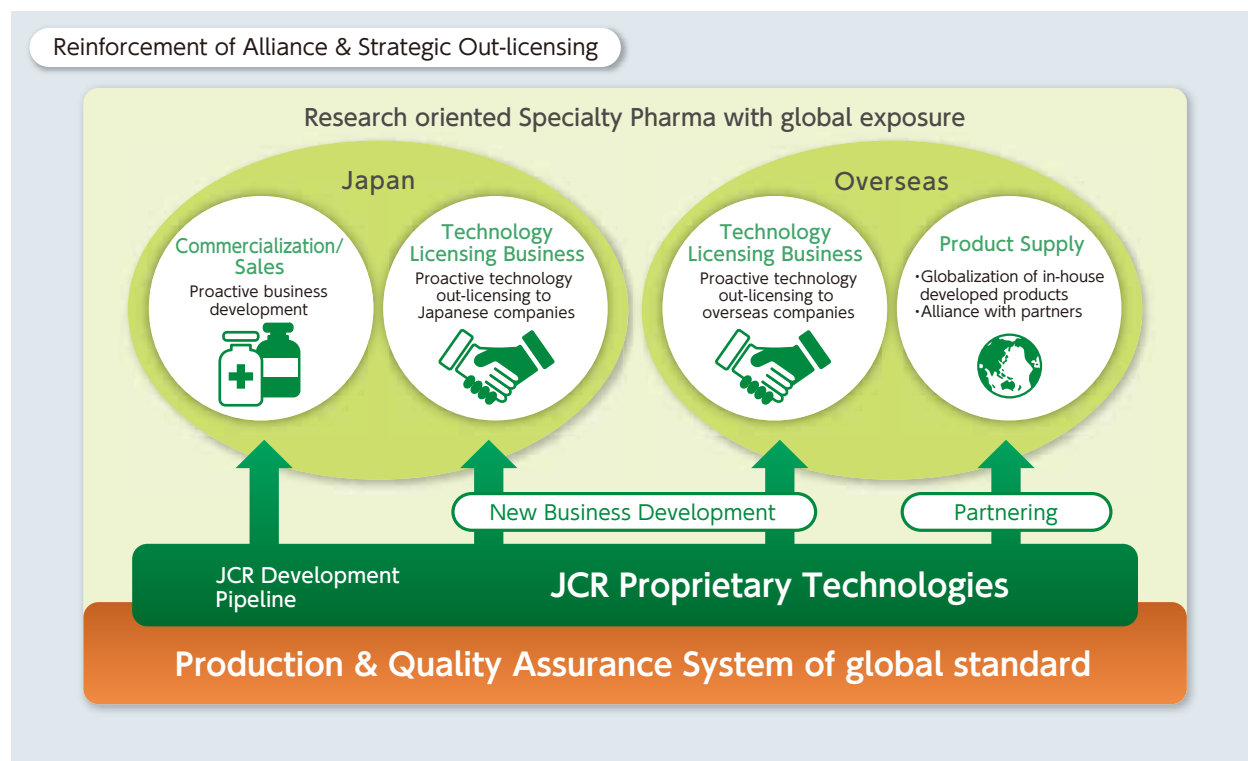 Reinforcement of Alliance & Strategic Out-licensing
Research oriented Specialty Pharma with global exposure
Japan
Commercialization/
Sales
Proactive business
development
Technology
Licensing Business
Proactive technology
out-licensing to
Japanese companies
Overseas
Technology
Licensing Business
Proactive technology
out-licensing to
overseas companies
Product Supply
・Globalization of in-house
developed products
・Alliance with partners
New Business Development
Partnering
JCR Development
Pipeline
JCR Proprietary Technologies
Production & Quality Assurance System of global standard